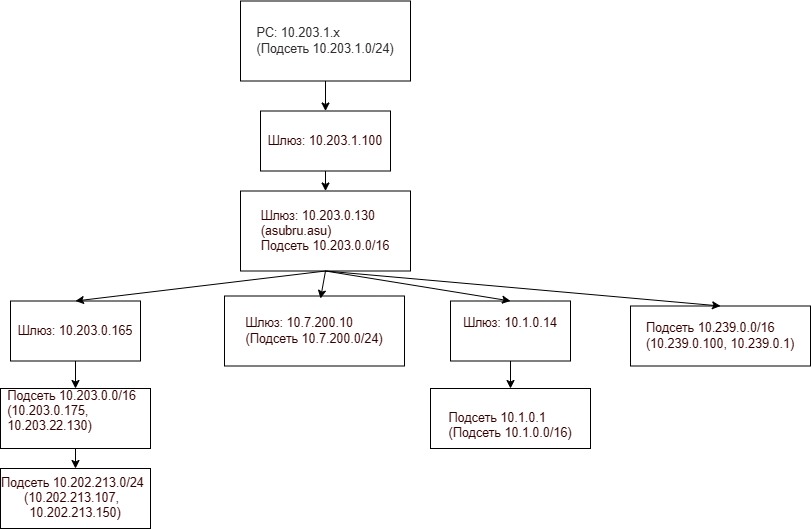 PC: 10.203.1.x
(Подсеть 10.203.1.0/24)
Шлюз: 10.203.1.100
Шлюз: 10.203.0.130
(asubru.asu)
Подсеть 10.203.0.0/16
Шлюз: 10.203.0.165
Шлюз: 10.7.200.10
(Подсеть 10.7.200.0/24)
Шлюз: 10.1.0.14
Подсеть 10.239.0.0/16
(10.239.0.100, 10.239.0.1)
Подсеть 10.203.0.0/16
(10.203.0.175,
10.203.22.130)
Подсеть 10.1.0.1
(Подсеть 10.1.0.0/16)
Подсеть 10.202.213.0/24
(10.202.213.107,
10.202.213.150)